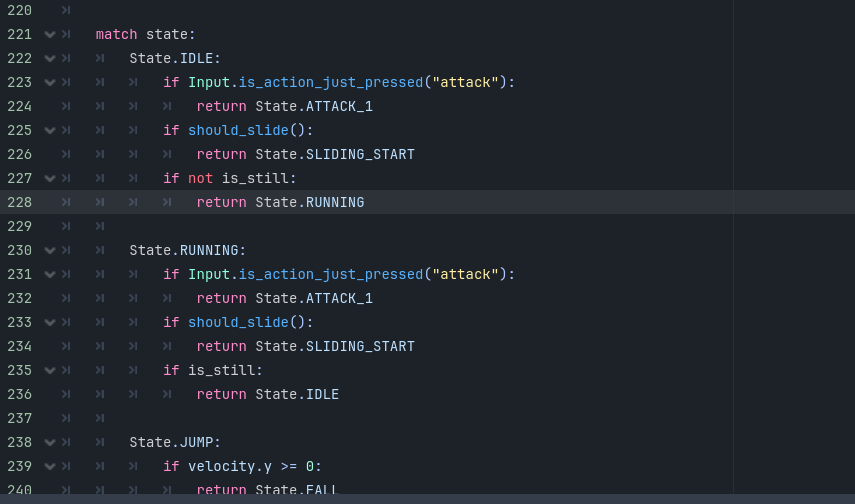 220
221 match state:
222 State.IDLE:
223 if Input.is_action_just_pressed("attack"):
224 return State.ATTACK_1
225 if should_slide():
226 return State.SLIDING_START
227 if not is_still:
228 return State.RUNNING
229
230 State.RUNNING:
231 if Input.is_action_just_pressed("attack"):
232 return State.ATTACK_1
233 if should_slide():
234 return State.SLIDING_START
235 if is_still:
236 return State.IDLE
237
238 State.JUMP:
239 if velocity.y >= 0:
240 return State.FALL